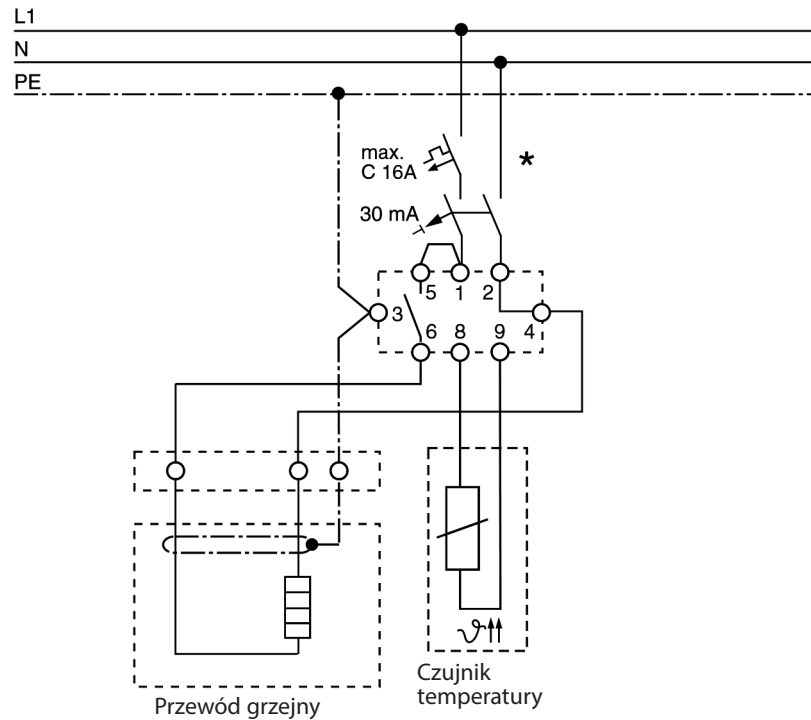 L1
N
PE
max.
C 16A
*
30 mA
5 1 2
3
6 8 9 4
ϑ
Przewód grzejny
Czujnik
temperatury